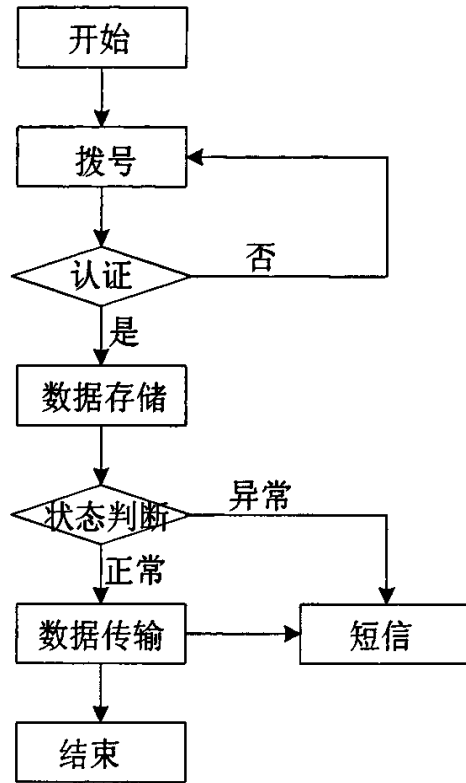 开始
拨号
认证
否
是
数据存储
状态判断
异常
正常
数据传输
短信
结束